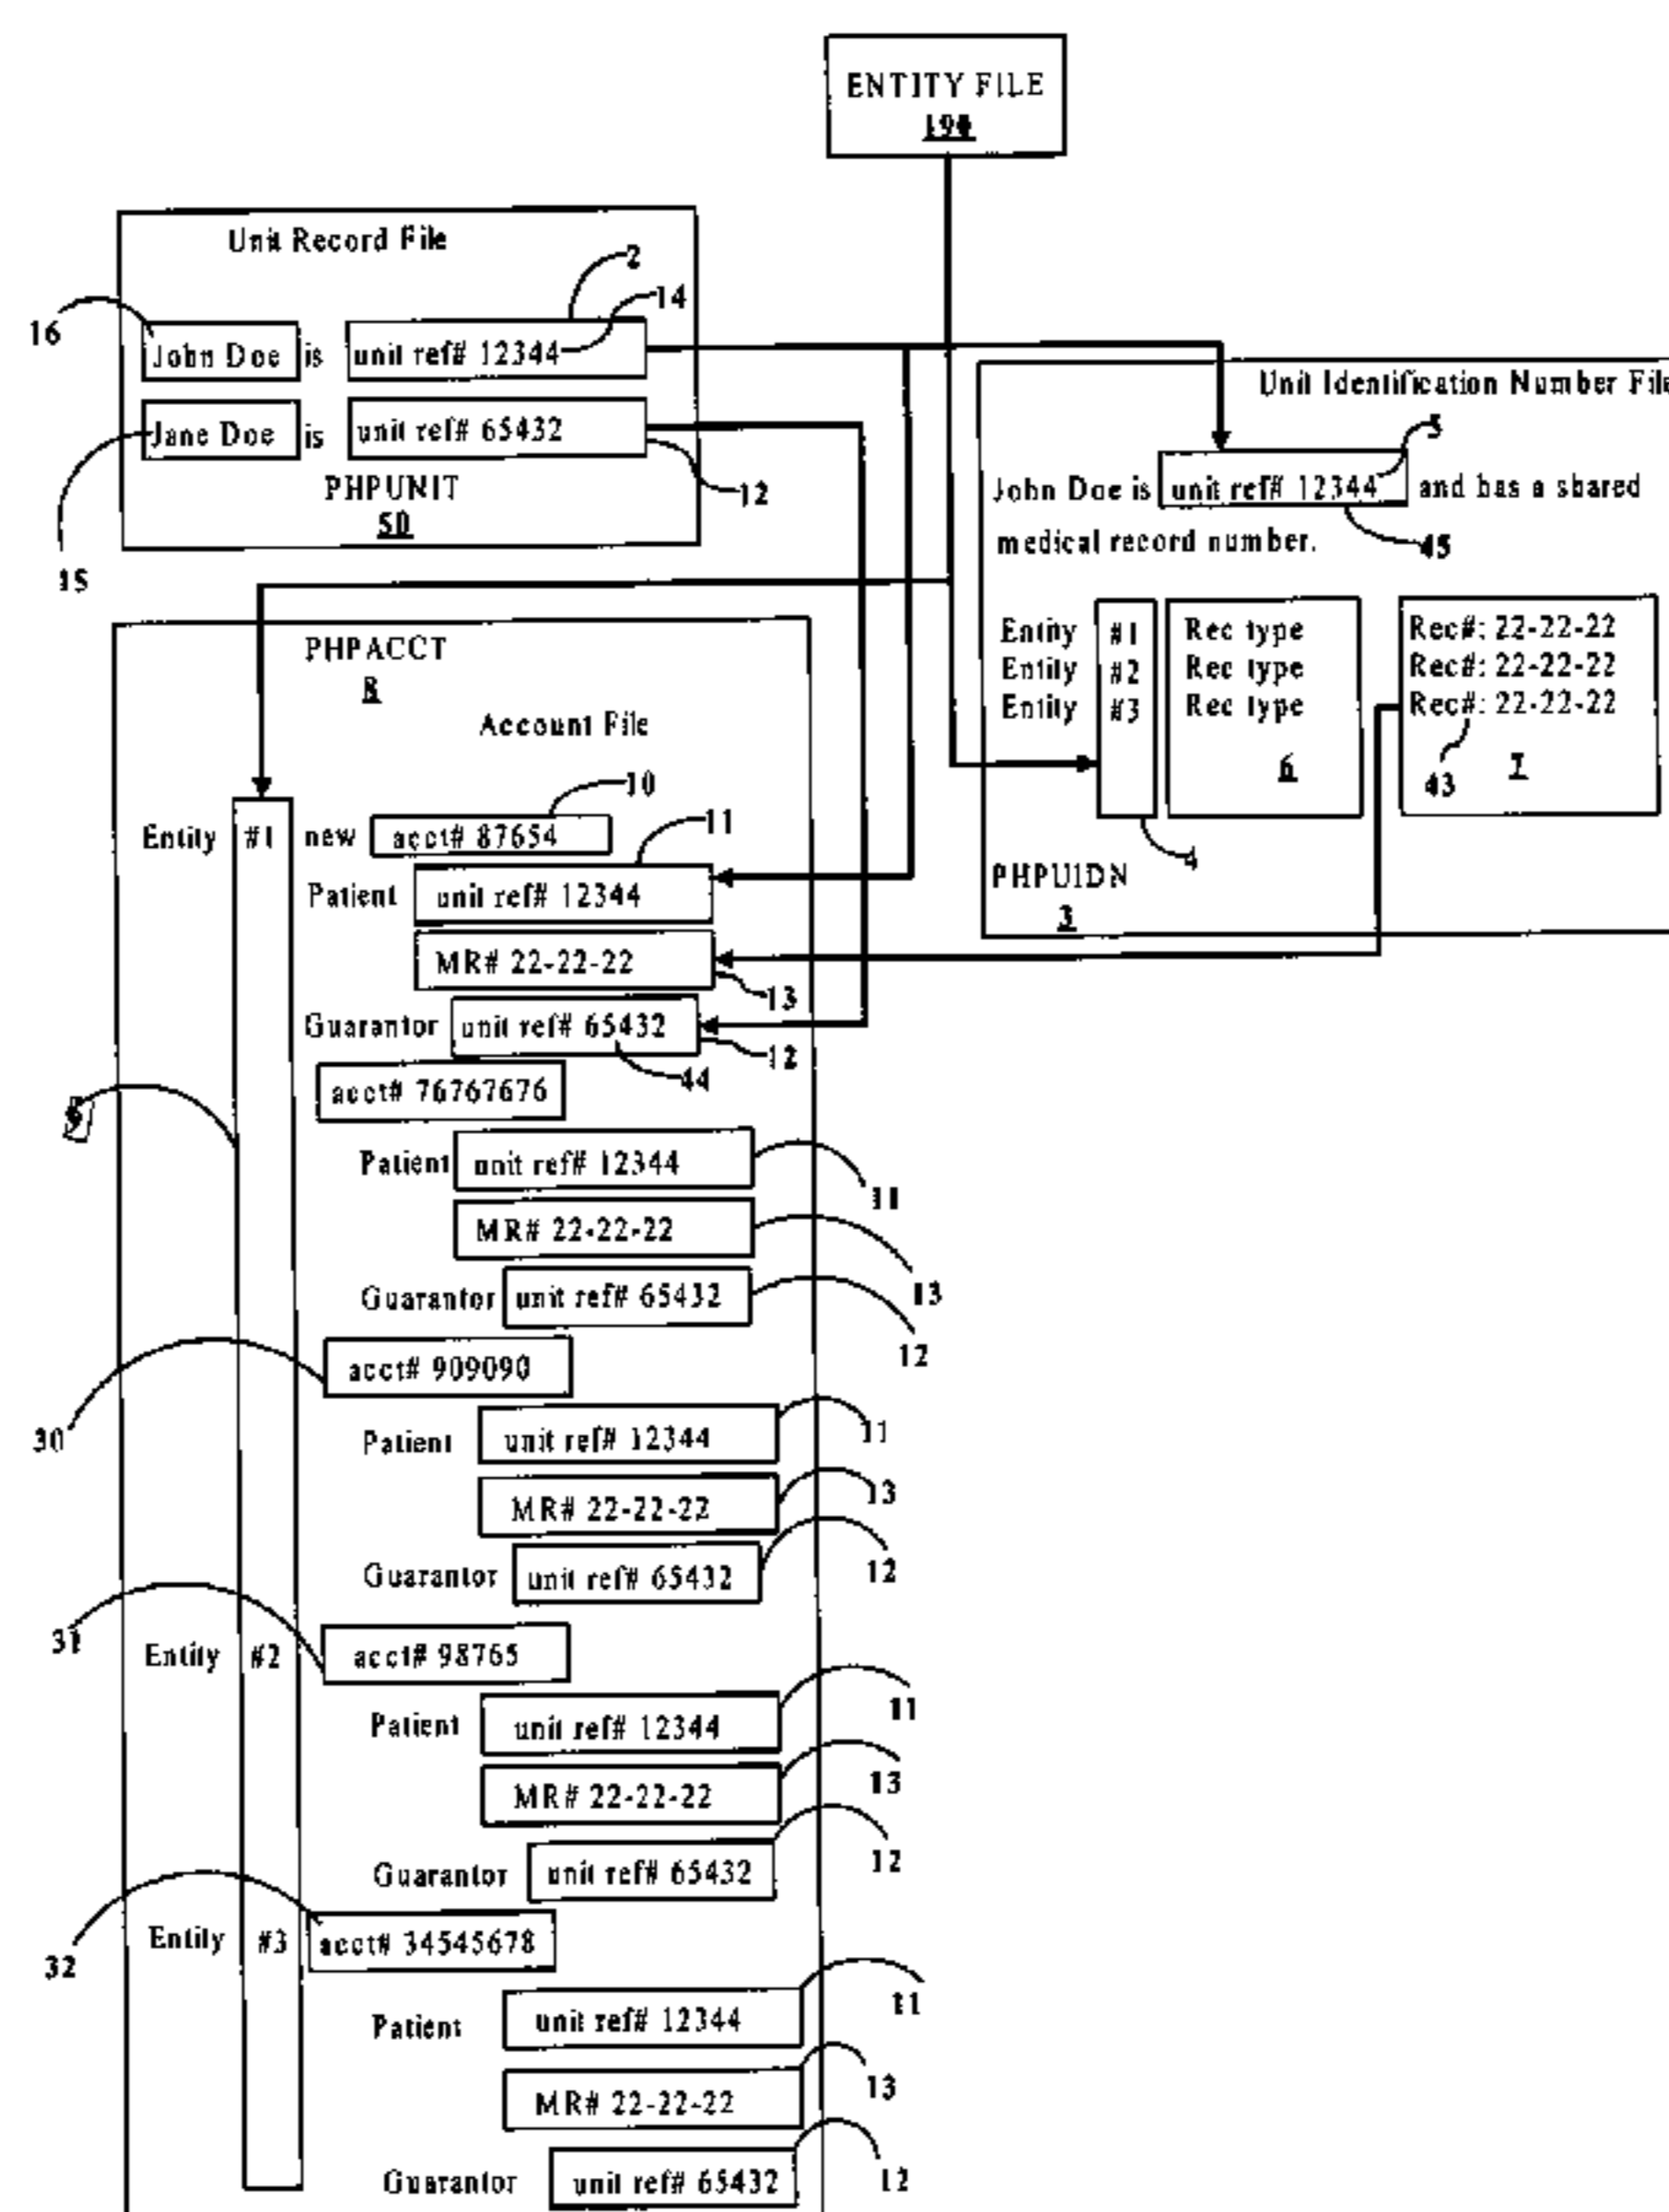 ENTITY FILE
190
Unit Record File
2
14
16
John Doe is unit ref# 12344
Jane Doe is unit ref# 65432
PHPUNIT
50
12
15
Unit Identification Number File
5
John Doe is unit ref# 12344 and has a shared
medical record number.
45
Entity #1 Rec type Rec#: 22-22-22
Entity #2 Rec type Rec#: 22-22-22
Entity #3 Rec type Rec#: 22-22-22
6
43
7
4
PHPUIDN
3
PHPACCT
8
Account File
10
Entity #1 new acct# 87654
11
Patient unit ref# 12344
MR# 22-22-22
13
Guarantor unit ref# 65432
12
44
acct# 76767676
9
Patient unit ref# 12344
11
MR# 22-22-22
13
Guarantor unit ref# 65432
12
acct# 909090
30
Patient unit ref# 12344
11
MR# 22-22-22
13
Guarantor unit ref# 65432
12
31
Entity #2 acct# 98765
Patient unit ref# 12344
11
MR# 22-22-22
13
Guarantor unit ref# 65432
12
Entity #3 acct# 34545678
32
Patient unit ref# 12344
11
MR# 22-22-22
13
Guarantor unit ref# 65432
12